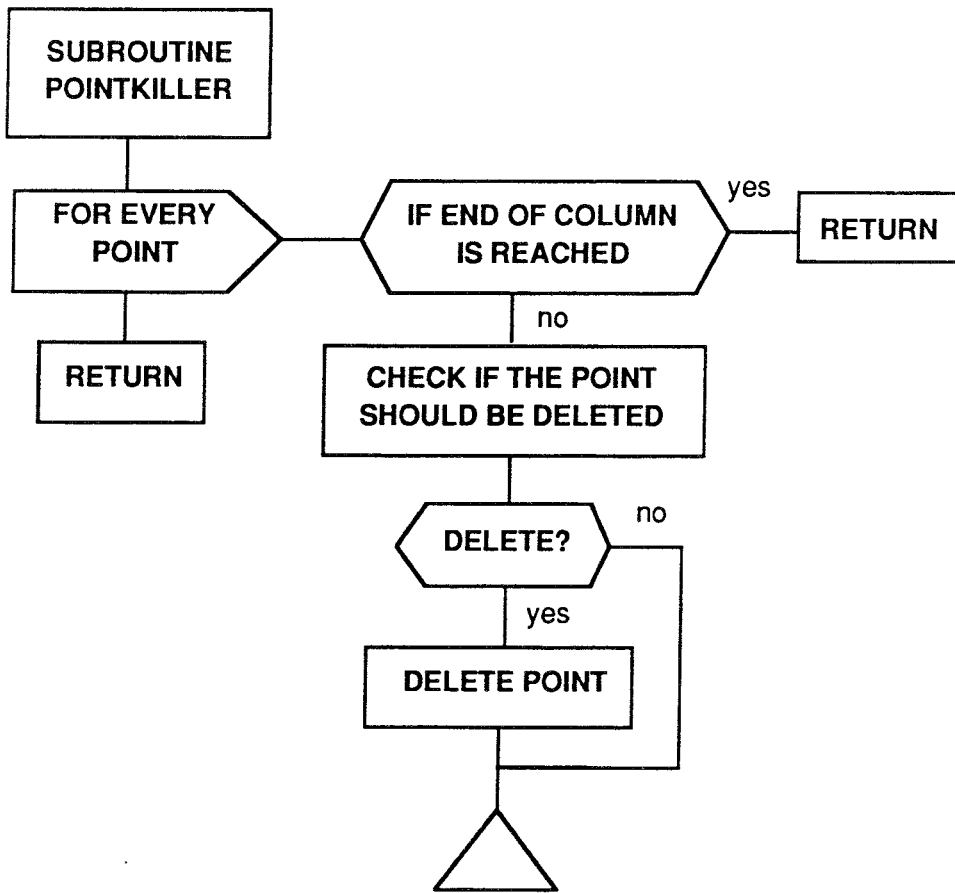 SUBROUTINE
POINTKILLER
FOR EVERY
POINT
IF END OF COLUMN
IS REACHED
yes
RETURN
no
RETURN
CHECK IF THE POINT
SHOULD BE DELETED
DELETE?
no
yes
DELETE POINT